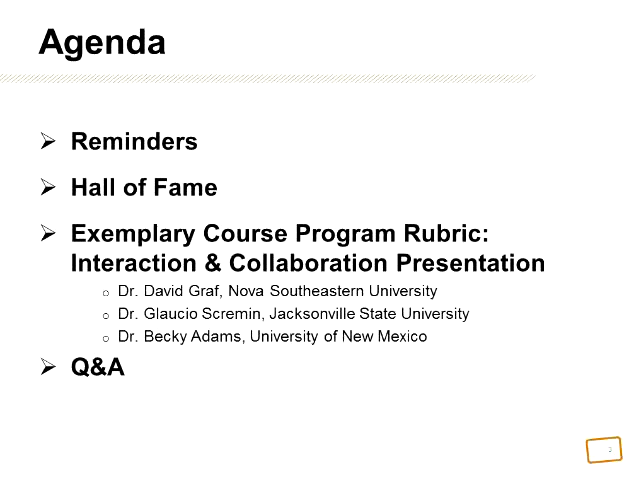 Agenda
Reminders
Hall of Fame
Exemplary Course Program Rubric:
Interaction & Collaboration Presentation
Dr. David Graf, Nova Southeastern University
Dr. Glaucio Scremin, Jacksonville State University
Dr. Becky Adams, University of New Mexico
Q&A